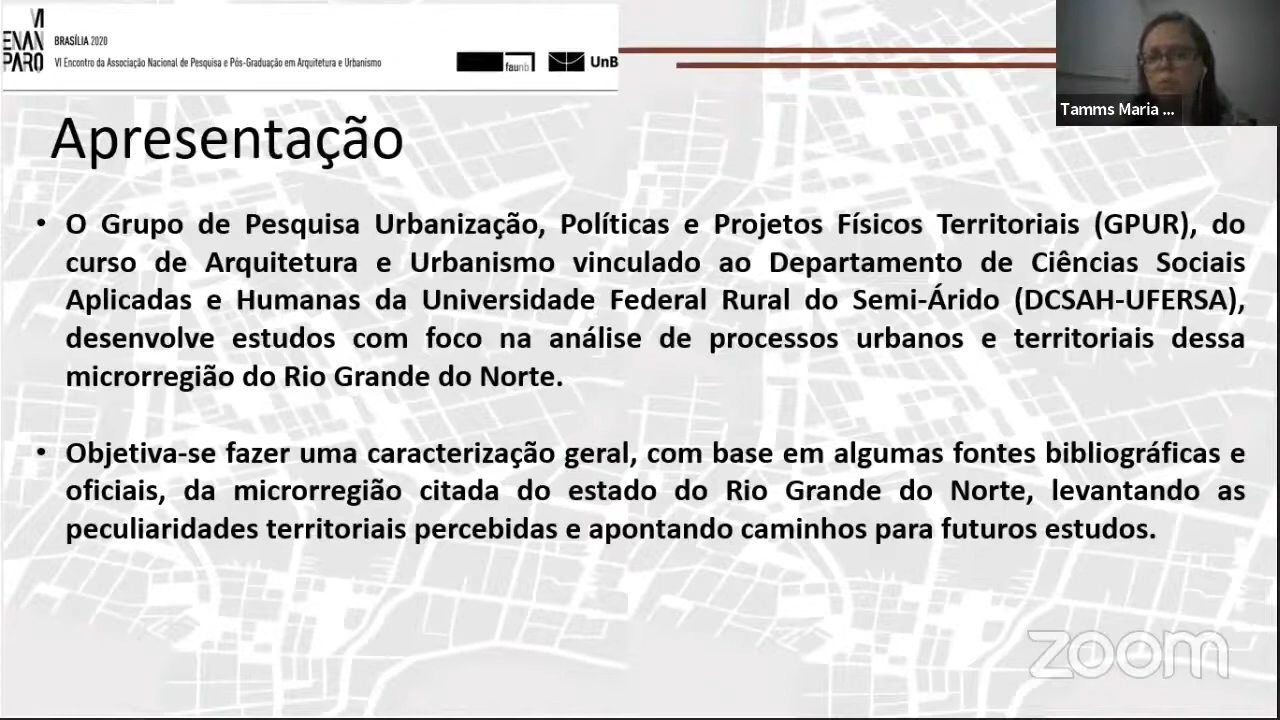 VI
ENAN
PARQ
BRASÍLIA 2020
VI Encontro da Associação Nacional de Pesquisa e Pós-Graduação em Arquitetura e Urbanismo
faunb
UnB
Tamms Maria ...
Apresentação
• O Grupo de Pesquisa Urbanização, Políticas e Projetos Físicos Territoriais (GPUR), do
curso de Arquitetura e Urbanismo vinculado ao Departamento de Ciências Sociais
Aplicadas e Humanas da Universidade Federal Rural do Semi-Árido (DCSAH-UFERSA),
desenvolve estudos com foco na análise de processos urbanos e territoriais dessa
microrregião do Rio Grande do Norte.
• Objetiva-se fazer uma caracterização geral, com base em algumas fontes bibliográficas e
oficiais, da microrregião citada do estado do Rio Grande do Norte, levantando as
peculiaridades territoriais percebidas e apontando caminhos para futuros estudos.
zoom